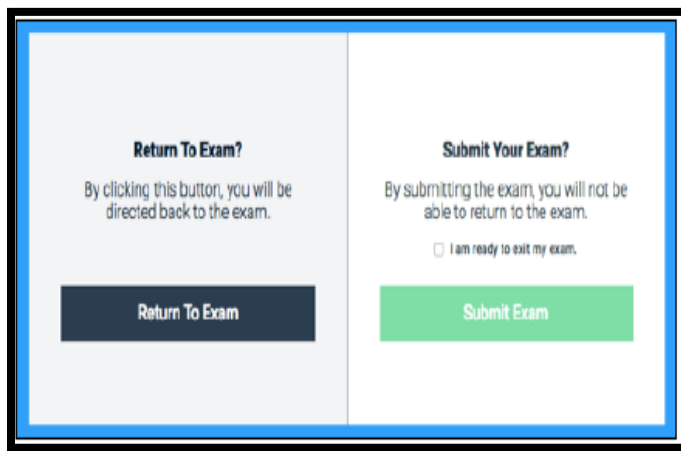 Return To Exam?
By clicking this button, you will be
directed back to the exam.
Return To Exam
Submit Your Exam?
By submitting the exam, you will not be
able to return to the exam.
I am ready to exit my exam.
Submit Exam